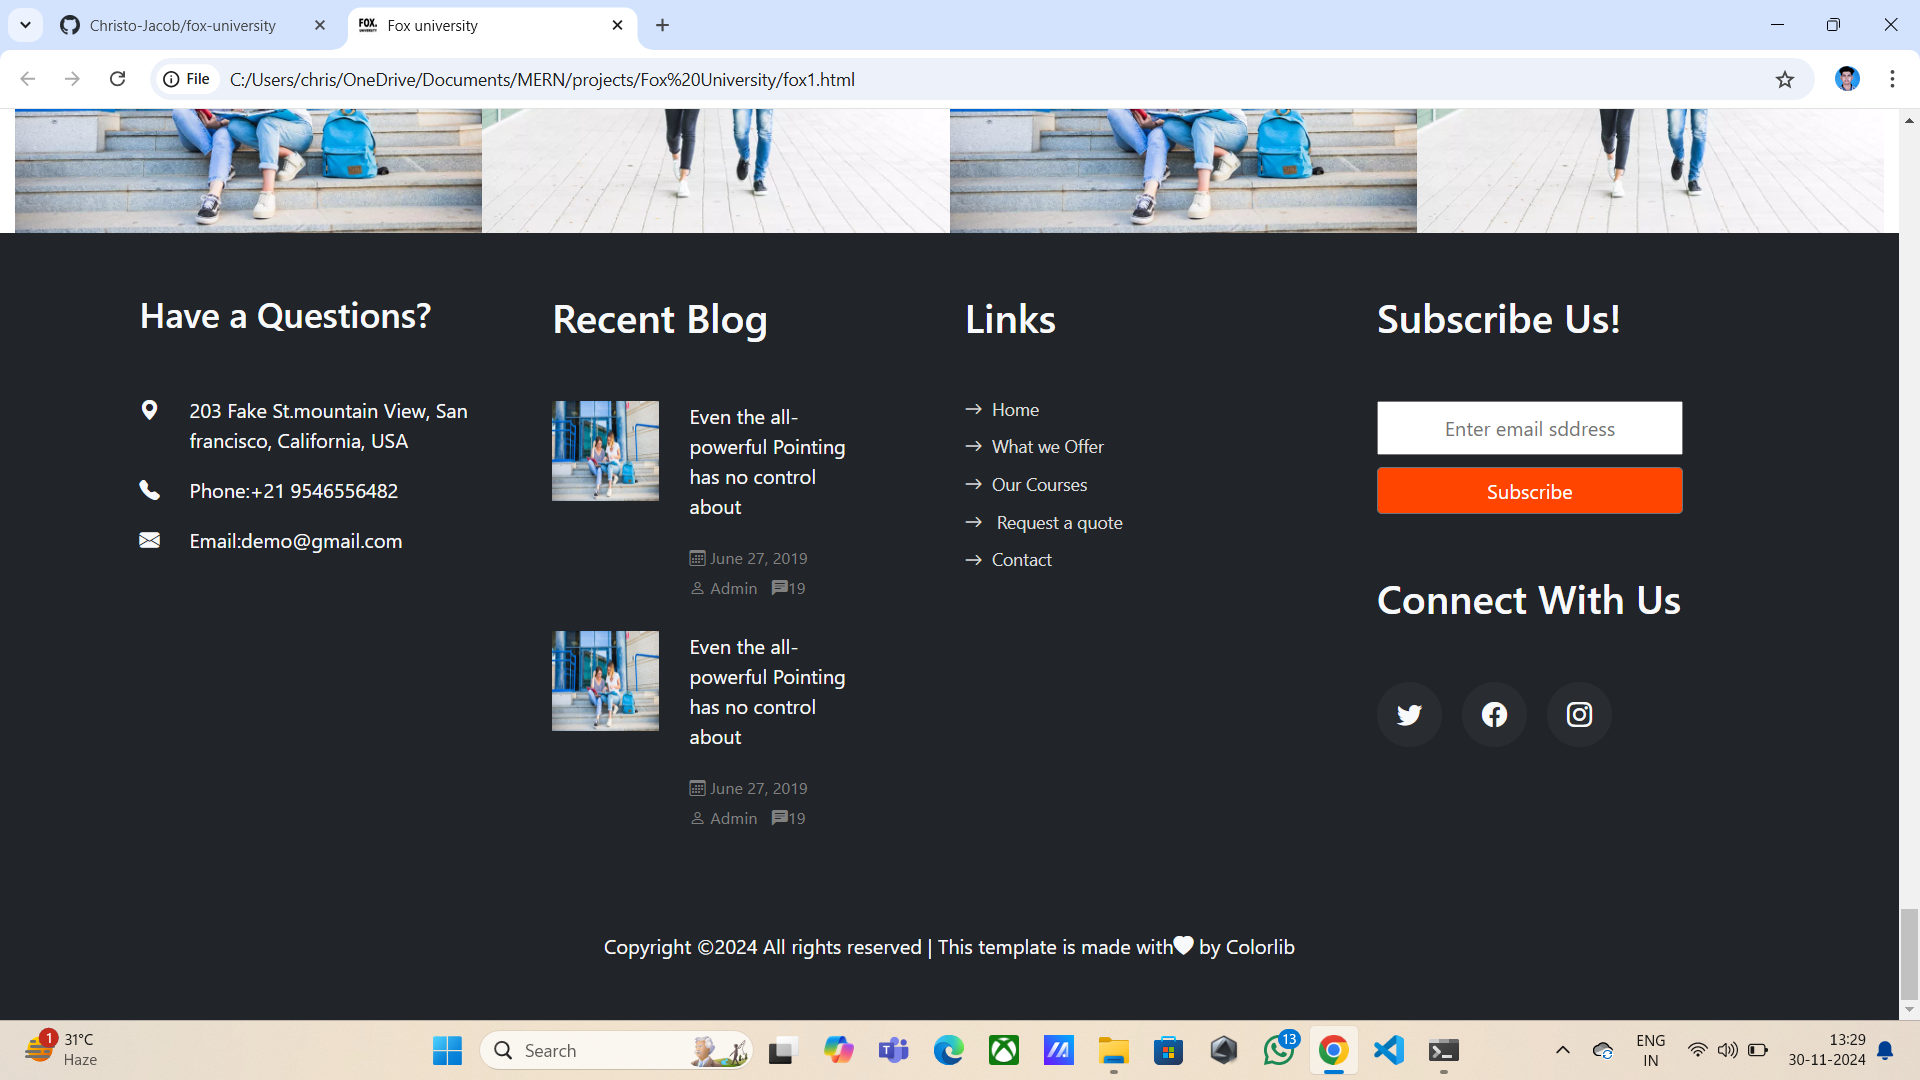 Christo-Jacob/fox-university
FOX.
UNIVERSITY
Fox university
File
C:/Users/chris/OneDrive/Documents/MERN/projects/Fox%20University/fox1.html
Have a Questions?
203 Fake St.mountain View, San
francisco, California, USA
Phone:+21 9546556482
Email:demo@gmail.com
Recent Blog
Even the all-
powerful Pointing
has no control
about
June 27, 2019
Admin 19
Even the all-
powerful Pointing
has no control
about
June 27, 2019
Admin 19
Links
Home
What we Offer
Our Courses
Request a quote
Contact
Subscribe Us!
Enter email sddress
Subscribe
Connect With Us
Copyright ©2024 All rights reserved | This template is made with by Colorlib
1
31°C
Haze
Search
13
ENG
IN
13:29
30-11-2024